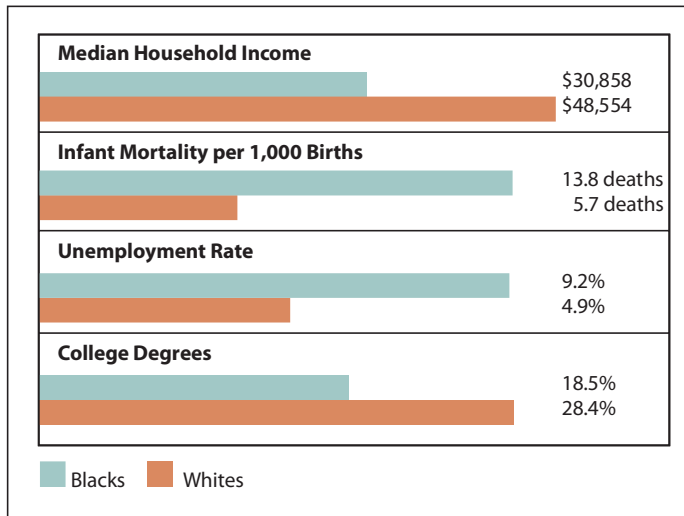 Median Household Income
$30,858
$48,554
Infant Mortality per 1,000 Births
13.8 deaths
5.7 deaths
Unemployment Rate
9.2%
4.9%
College Degrees
18.5%
28.4%
Blacks Whites